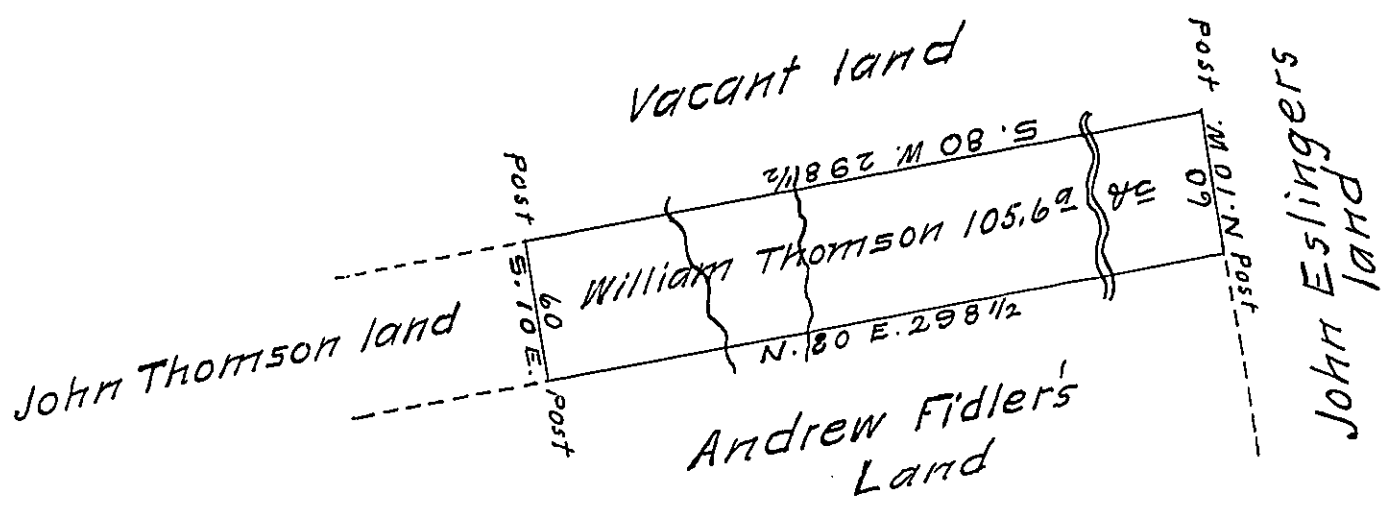 Vacant land
Post
S. 80 W. 298 1/2
Post
N. 10 W.
60
Post
John Eslingers
land
William Thomson 105.6 a
&c
S. 10 E.
60
Post
John Thomson land
N. 80 E. 298 1/2
Andrew Fidler's
Land